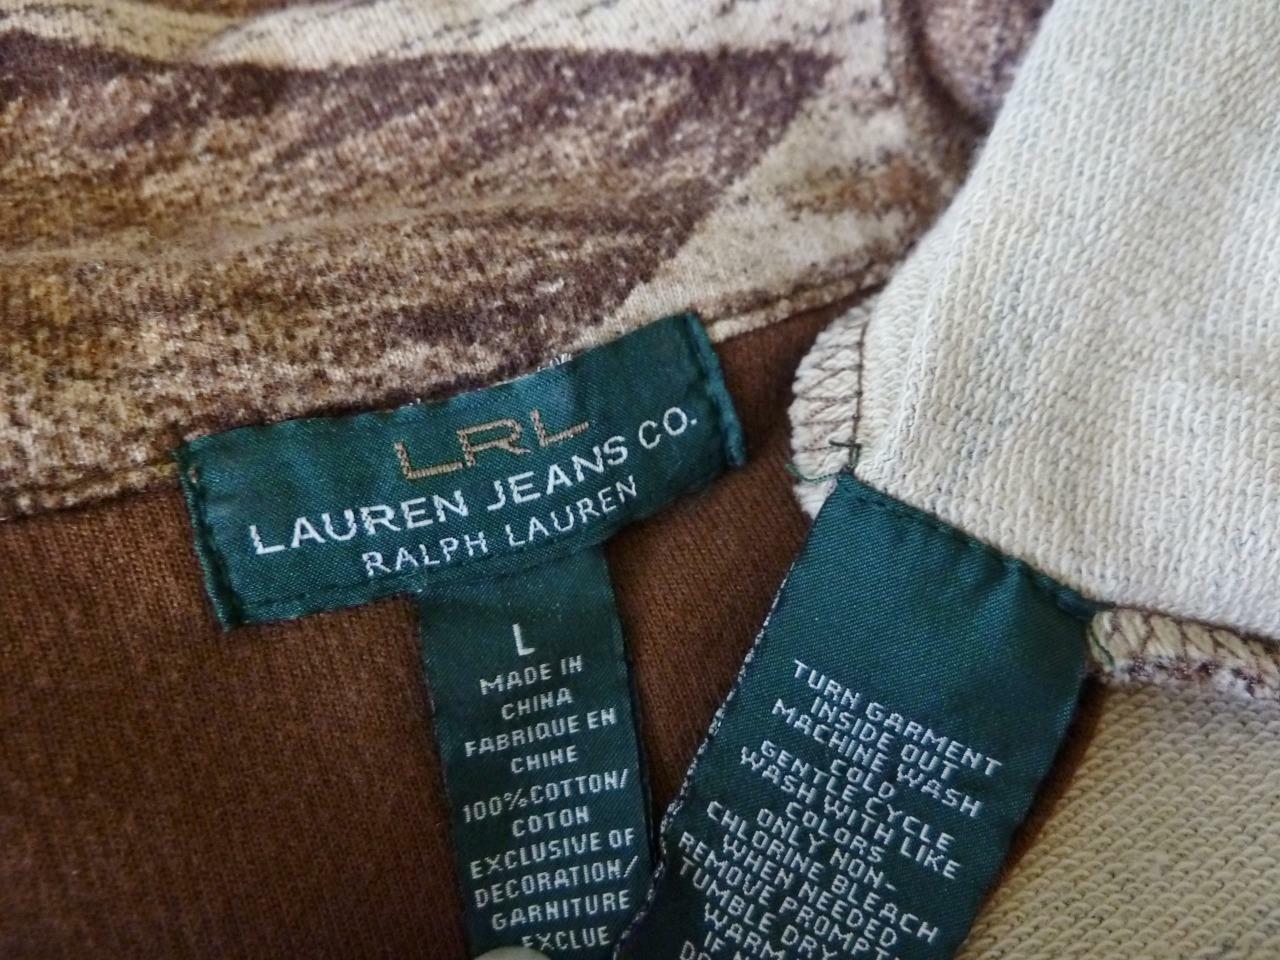 LRL
LAUREN JEANS CO.
RALPH LAUREN
L
MADE IN
CHINA
FABRIQUE EN
CHINE
100% COTTON/
COTON
EXCLUSIVE OF
DECORATION/
GARNITURE
EXCLUE
TURN GARMENT
INSIDE OUT
MACHINE WASH
COLD
GENTLE CYCLE
WASH WITH LIKE
COLORS
ONLY NON-
CHLORINE BLEACH
WHEN NEEDED
REMOVE PROMPTLY
TUMBLE DRY
WARM
IF